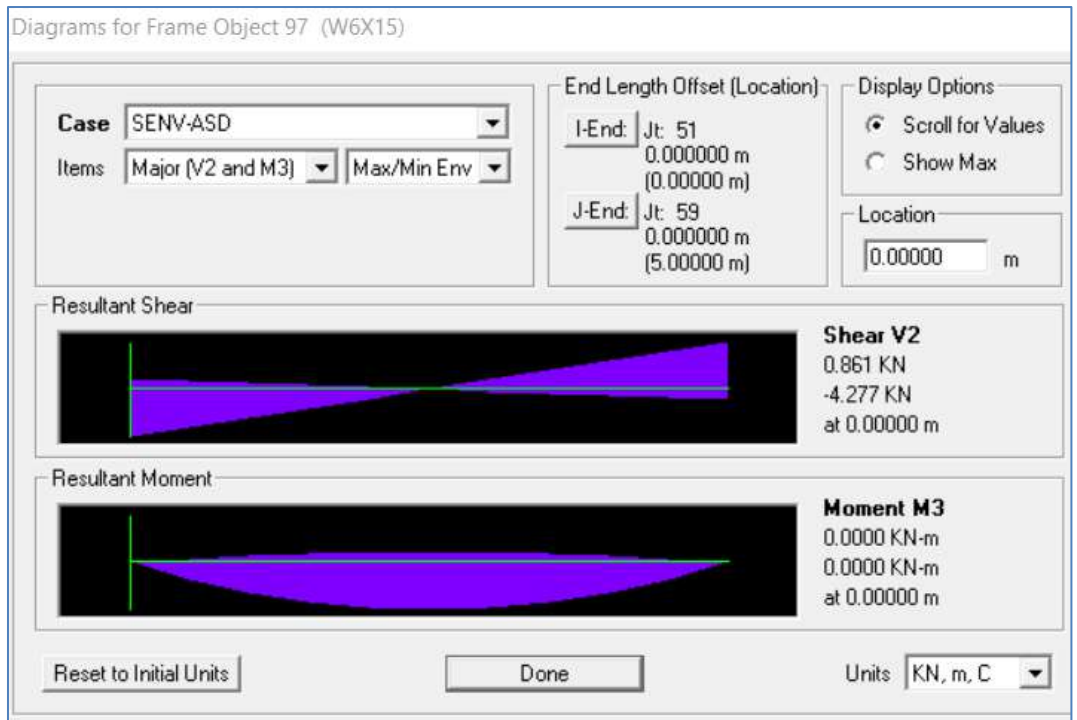 Diagrams for Frame Object 97 (W6X15)
Case SENV-ASD
Items Major (V2 and M3) Max/Min Env
End Length Offset (Location)
I-End: Jt: 51
0.000000 m
(0.00000 m)
J-End: Jt: 59
0.000000 m
(5.00000 m)
Display Options
Scroll for Values
Show Max
Location
0.00000 m
Resultant Shear
Shear V2
0.861 KN
-4.277 KN
at 0.00000 m
Resultant Moment
Moment M3
0.0000 KN-m
0.0000 KN-m
at 0.00000 m
Reset to Initial Units
Done
Units KN, m, C